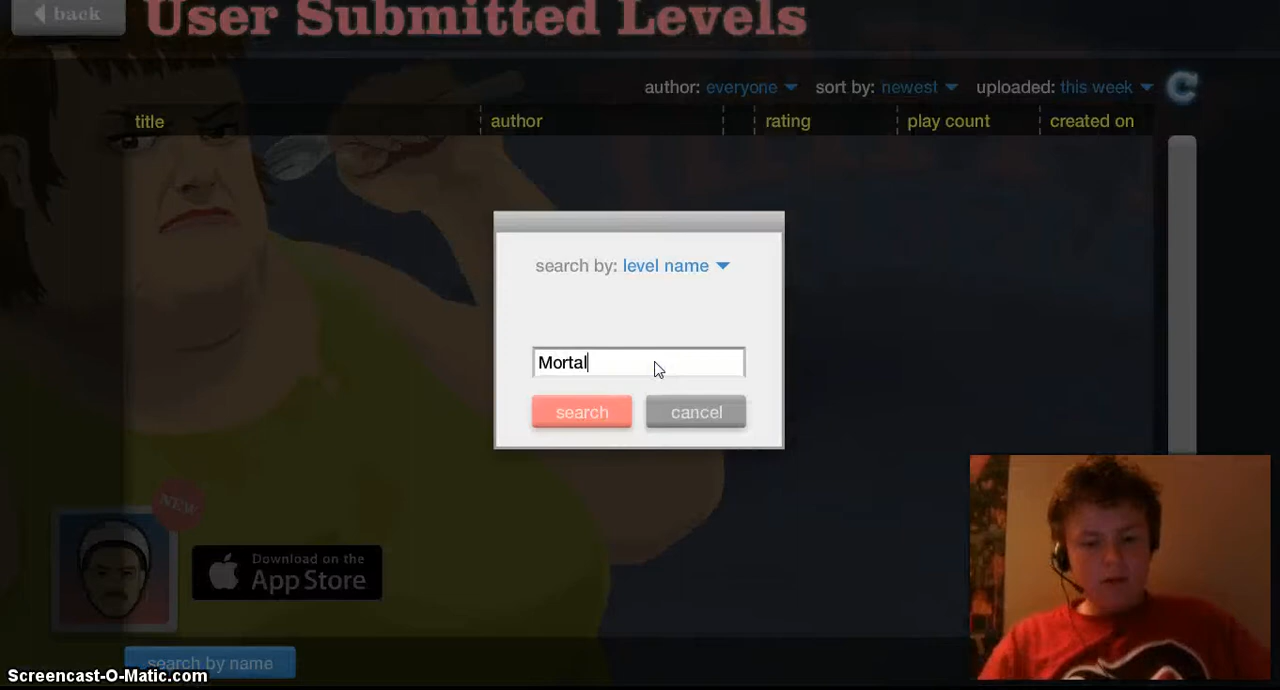 back
User Submitted Levels
author: everyone sort by: newest uploaded: this week
title author rating play count created on
search by: level name
Mortal
search cancel
NEW
Download on the
App Store
search by name
Screencast-O-Matic.com